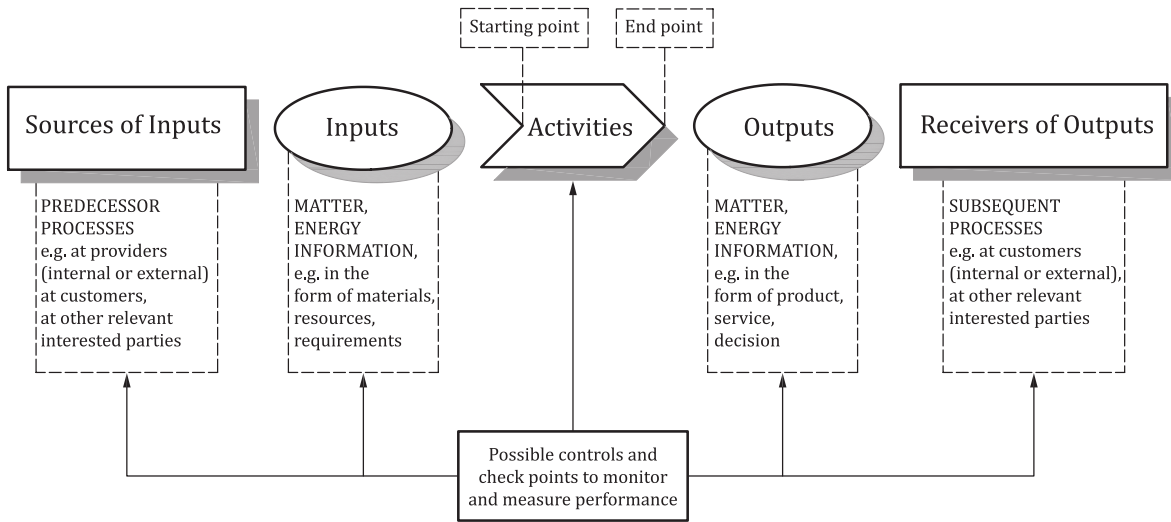 Starting point
End point
Sources of Inputs
Inputs
Activities
Outputs
Receivers of Outputs
PREDECESSOR
PROCESSES
e.g. at providers
(internal or external)
at customers,
at other relevant
interested parties
MATTER,
ENERGY
INFORMATION,
e.g. in the
form of materials,
resources,
requirements
MATTER,
ENERGY
INFORMATION,
e.g. in the
form of product,
service,
decision
SUBSEQUENT
PROCESSES
e.g. at customers
(internal or external),
at other relevant
interested parties
Possible controls and
check points to monitor
and measure performance